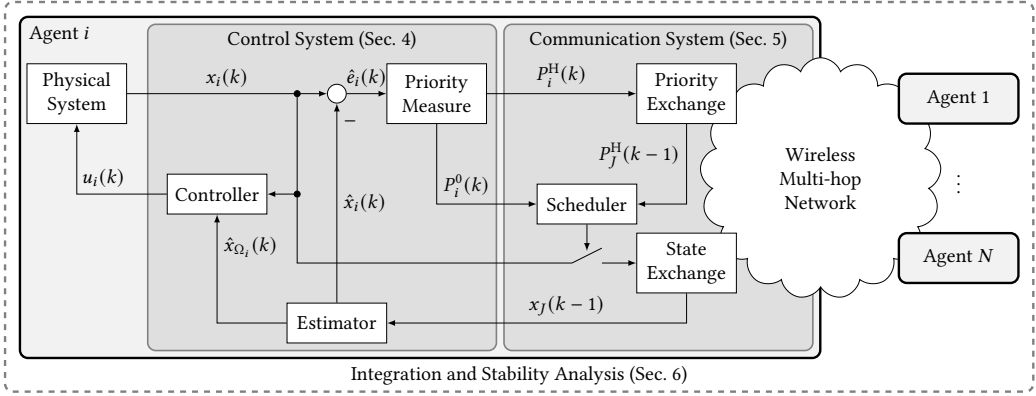 Agent i
Control System (Sec. 4)
Communication System (Sec. 5)
Physical
System
x_i(k)
−
ê_i(k)
Priority
Measure
P_i^H(k)
Priority
Exchange
P_J^H(k−1)
P_i^0(k)
u_i(k)
Controller
x̂_i(k)
Scheduler
x̂_{Ω_i}(k)
State
Exchange
x_J(k−1)
Estimator
Wireless
Multi-hop
Network
Agent 1
⋮
Agent N
Integration and Stability Analysis (Sec. 6)